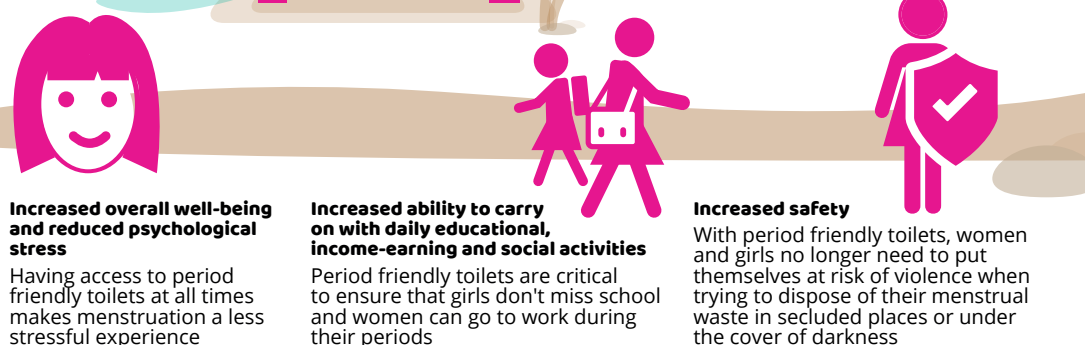 Increased overall well-being
and reduced psychological
stress
Having access to period
friendly toilets at all times
makes menstruation a less
stressful experience
Increased ability to carry
on with daily educational,
income-earning and social activities
Period friendly toilets are critical
to ensure that girls don't miss school
and women can go to work during
their periods
Increased safety
With period friendly toilets, women
and girls no longer need to put
themselves at risk of violence when
trying to dispose of their menstrual
waste in secluded places or under
the cover of darkness